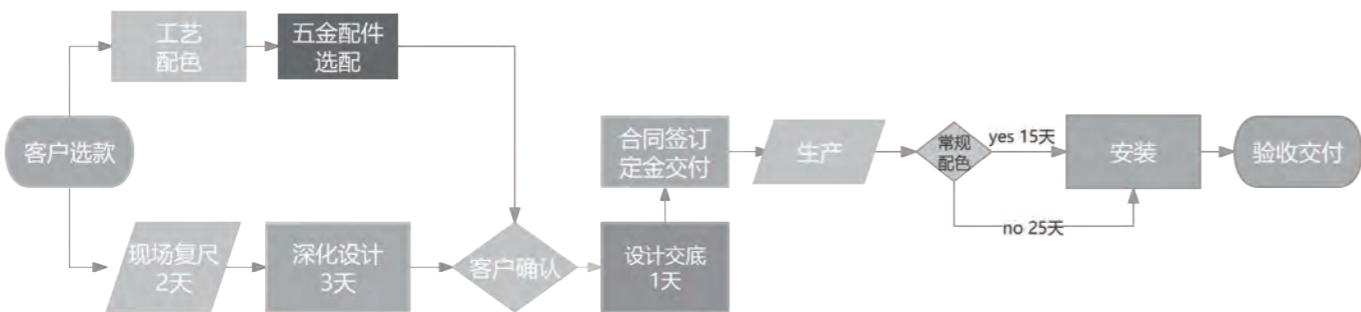 客户选款
工艺
配色
五金配件
选配
现场复尺
2天
深化设计
3天
客户确认
设计交底
1天
合同签订
定金交付
生产
常规
配色
yes 15天
no 25天
安装
验收交付